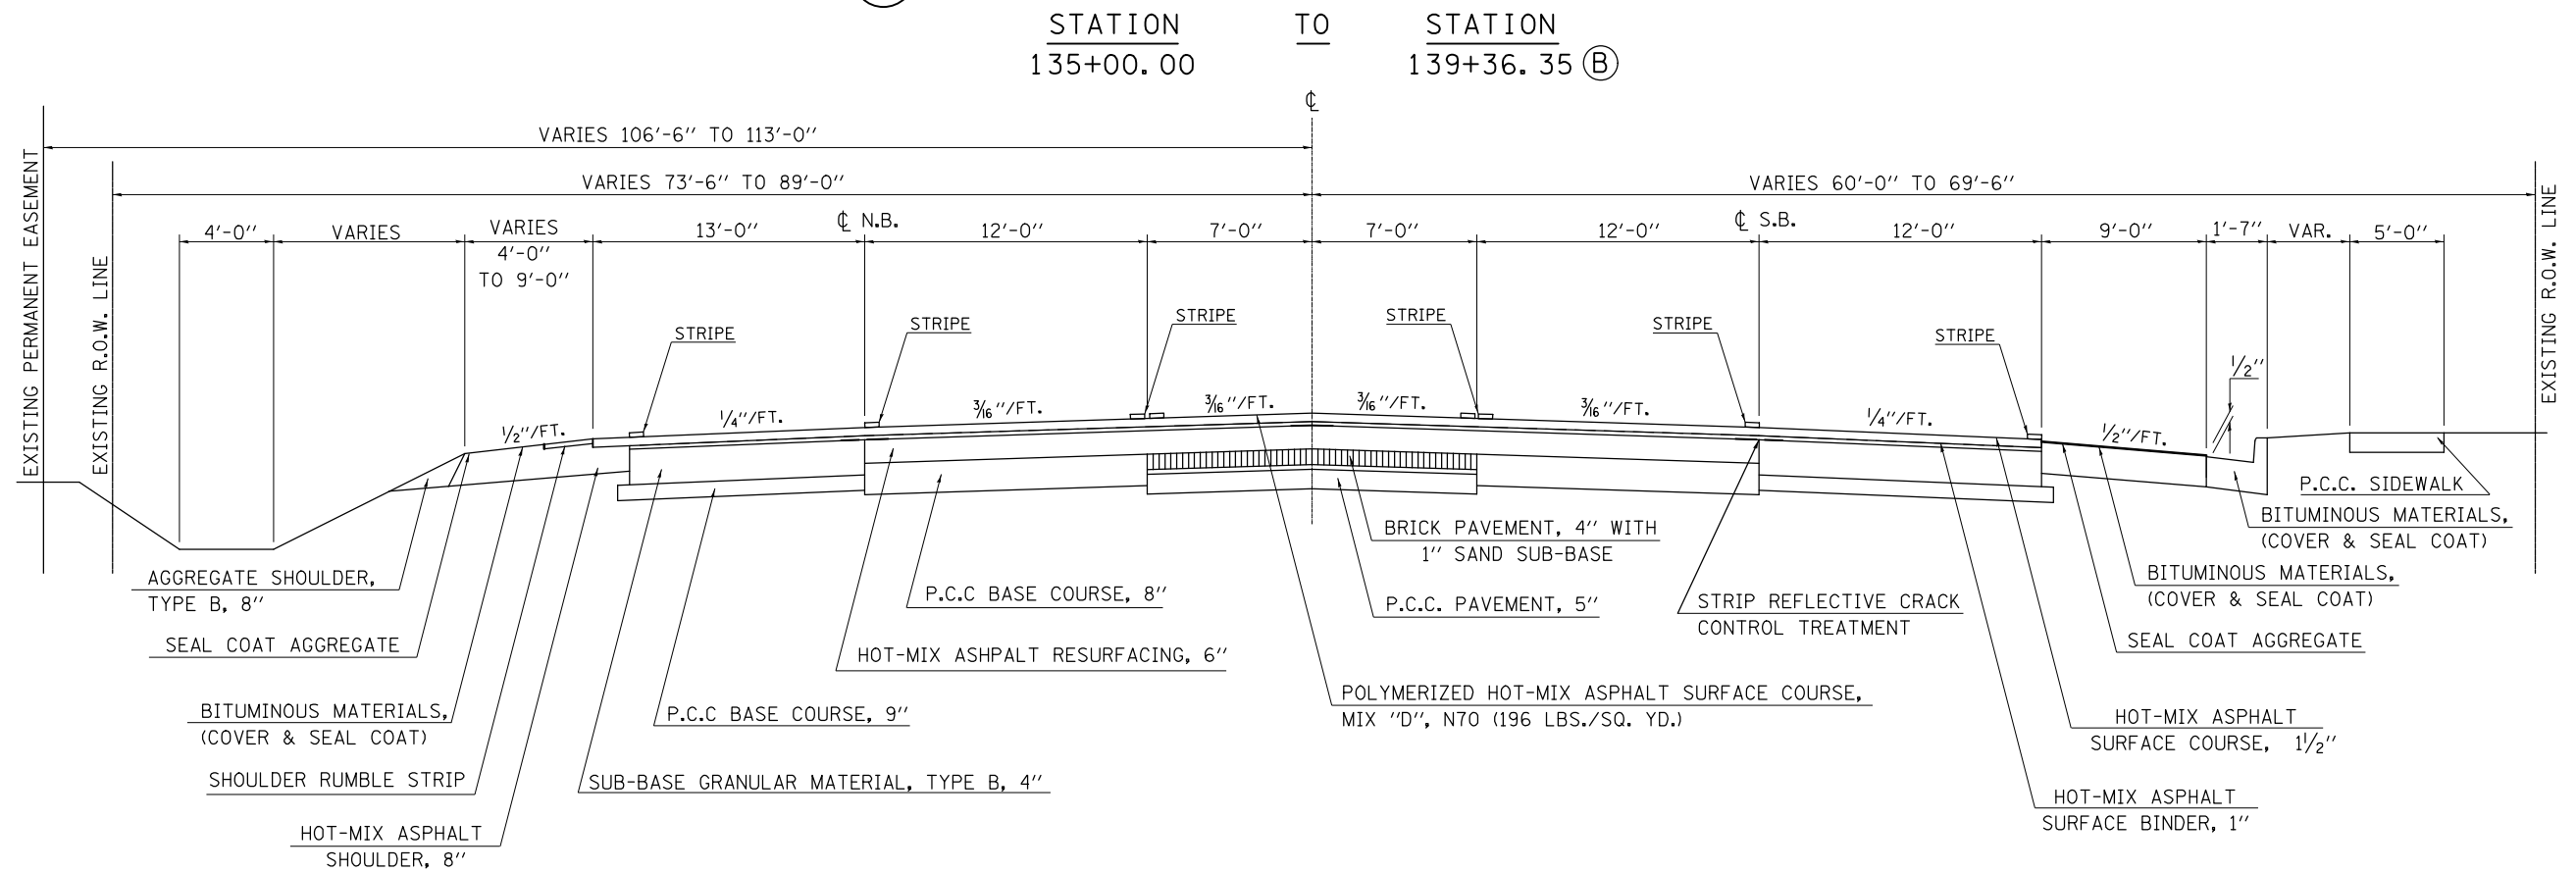 STATION TO STATION
135+00.00 139+36.35 B
℄
VARIES 106'-6" TO 113'-0"
VARIES 73'-6" TO 89'-0"
VARIES 60'-0" TO 69'-6"
EXISTING PERMANENT EASEMENT
EXISTING R.O.W. LINE
EXISTING R.O.W. LINE
℄ N.B.
℄ S.B.
4'-0"
VARIES
VARIES
4'-0"
TO 9'-0"
13'-0"
12'-0"
7'-0"
7'-0"
12'-0"
12'-0"
9'-0"
1'-7"
VAR.
5'-0"
STRIPE
STRIPE
STRIPE
STRIPE
STRIPE
STRIPE
1/2"
1/2"/FT.
1/4"/FT.
3/16"/FT.
3/16"/FT.
3/16"/FT.
3/16"/FT.
1/4"/FT.
1/2"/FT.
P.C.C. SIDEWALK
BITUMINOUS MATERIALS,
(COVER & SEAL COAT)
BRICK PAVEMENT, 4" WITH
1" SAND SUB-BASE
AGGREGATE SHOULDER,
TYPE B, 8"
P.C.C BASE COURSE, 8"
P.C.C. PAVEMENT, 5"
STRIP REFLECTIVE CRACK
CONTROL TREATMENT
BITUMINOUS MATERIALS,
(COVER & SEAL COAT)
SEAL COAT AGGREGATE
HOT-MIX ASHPALT RESURFACING, 6"
SEAL COAT AGGREGATE
BITUMINOUS MATERIALS,
(COVER & SEAL COAT)
P.C.C BASE COURSE, 9"
POLYMERIZED HOT-MIX ASPHALT SURFACE COURSE,
MIX "D", N70 (196 LBS./SQ. YD.)
HOT-MIX ASPHALT
SURFACE COURSE, 1 1/2"
SHOULDER RUMBLE STRIP
SUB-BASE GRANULAR MATERIAL, TYPE B, 4"
HOT-MIX ASPHALT
SURFACE BINDER, 1"
HOT-MIX ASPHALT
SHOULDER, 8"